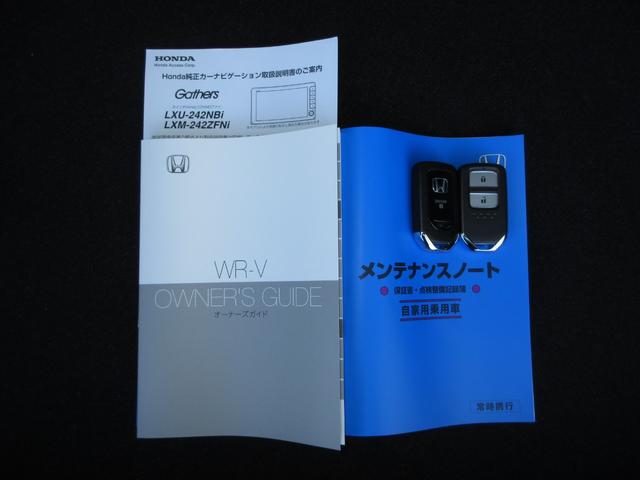 HONDA
Honda Access Corp.
Honda純正カーナビゲーション取扱説明書のご案内
Gathers
LXU-242NBi
LXM-242ZFNi
WR-V
OWNER'S GUIDE
オーナーズガイド
メンテナンスノート
保証書・点検整備記録簿
自家用乗用車
常時携行